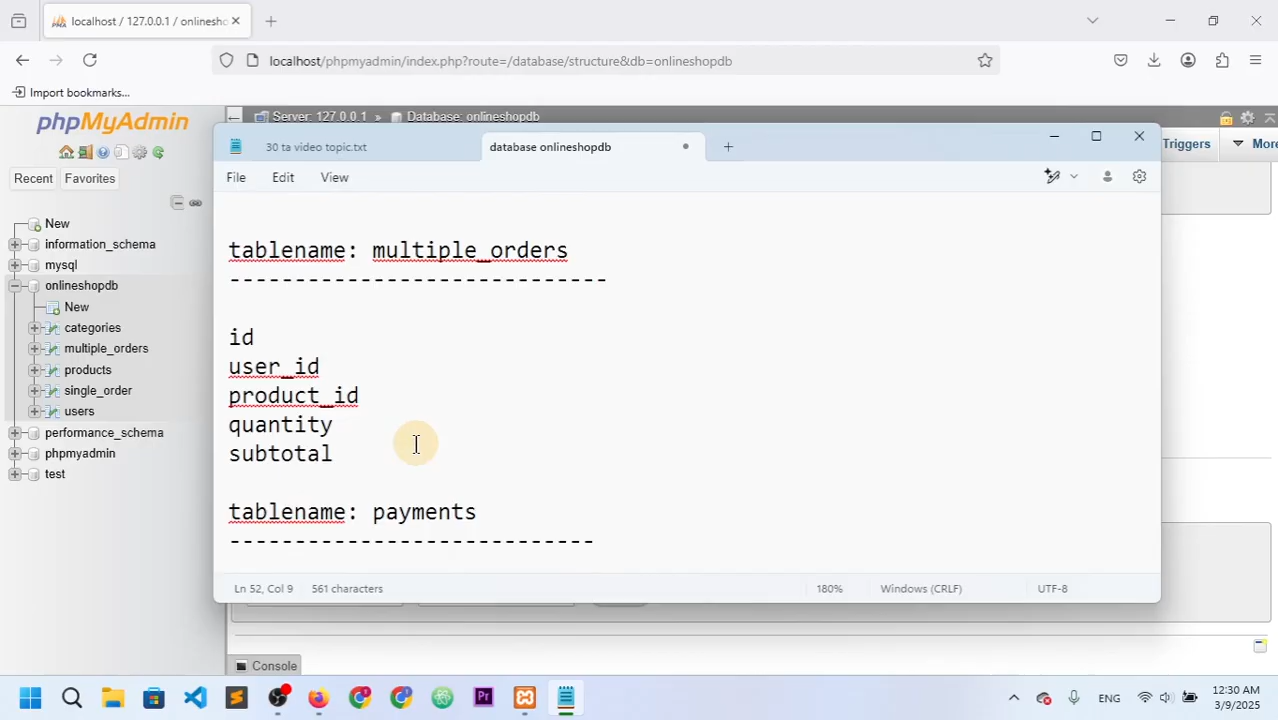 localhost / 127.0.0.1 / onlinesho
localhost/phpmyadmin/index.php?route=/database/structure&db=onlineshopdb
Import bookmarks...
phpMyAdmin
Server: 127.0.0.1 » Database: onlineshopdb
Recent Favorites
30 ta video topic.txt
database onlineshopdb
Triggers
More
File Edit View
New
information_schema
mysql
onlineshopdb
New
categories
multiple_orders
products
single_order
users
performance_schema
phpmyadmin
test
tablename: multiple_orders
-----------------------------
id
user_id
product_id
quantity
subtotal
tablename: payments
----------------------------
Ln 52, Col 9
561 characters
180%
Windows (CRLF)
UTF-8
Console
ENG
12:30 AM
3/9/2025